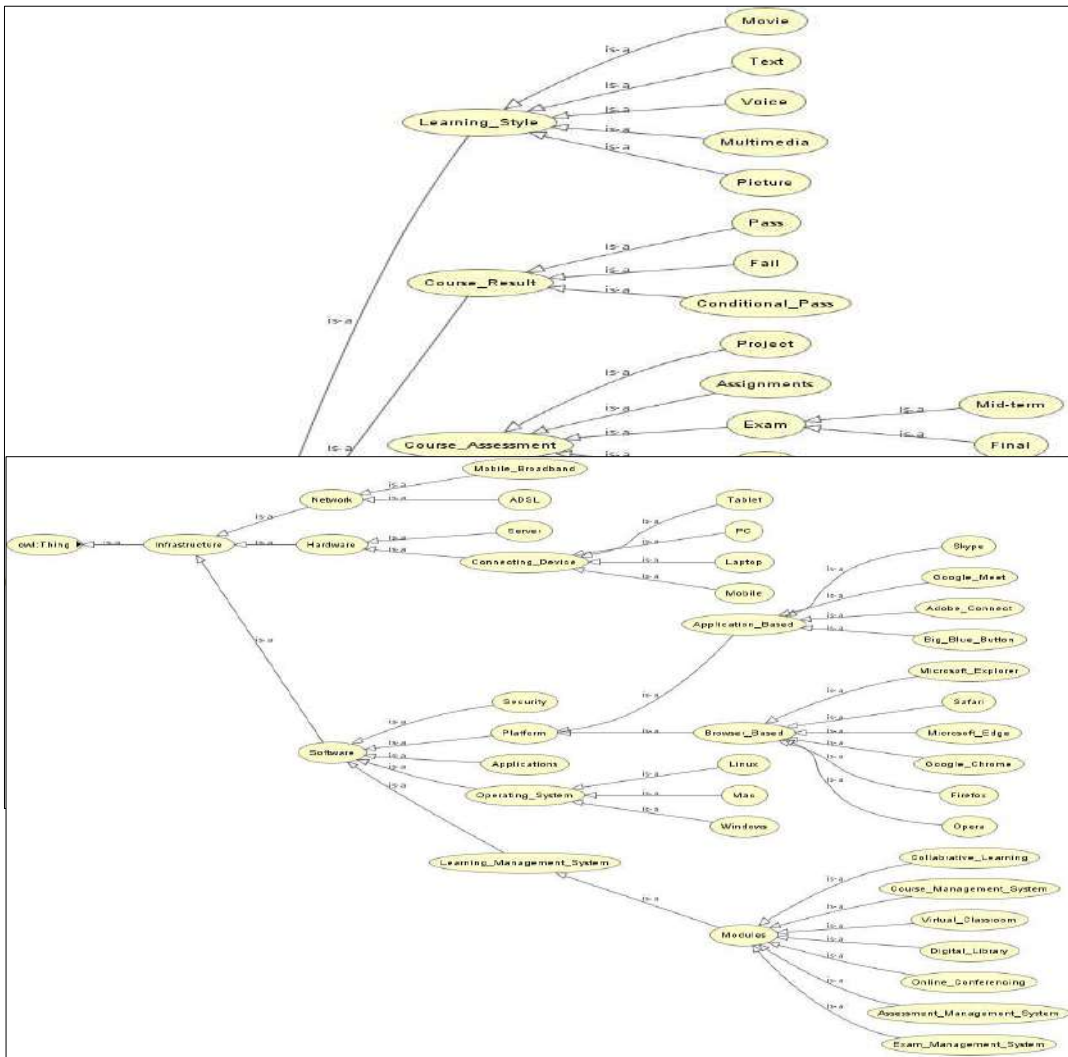 Movie
is-a
Text
is-a
Voice
is-a
Learning_Style
is-a
Multimedia
is-a
Picture
Pass
is-a
Fail
is-a
Course_Result
is-a
Conditional_Pass
is-a
Project
is-a
Assignments
is-a
Mid-term
is-a
Exam
is-a
Course_Assessment
is-a
Final
is-a
Mobile_Broadband
is-a
Network
is-a
ADSL
Tablet
is-a
Server
is-a
PC
is-a
owl:Thing
is-a
Infrastructure
is-a
Hardware
is-a
Connecting_Device
is-a
Laptop
is-a
Mobile
Skype
is-a
Google_Meet
is-a
Adobe_Connect
is-a
Application_Based
is-a
Big_Blue_Button
is-a
Microsoft_Explorer
is-a
Security
is-a
Safari
is-a
Platform
is-a
Browser_Based
is-a
Microsoft_Edge
Software
is-a
Applications
is-a
Linux
is-a
Google_Chrome
is-a
Operating_System
is-a
Mac
is-a
Firefox
is-a
Windows
is-a
Opera
Learning_Management_System
is-a
Collabrative_Learning
is-a
Course_Management_System
is-a
Virtual_Classroom
Modules
is-a
Digital_Library
is-a
Online_Conferencing
is-a
Assessment_Management_System
is-a
Exam_Management_System